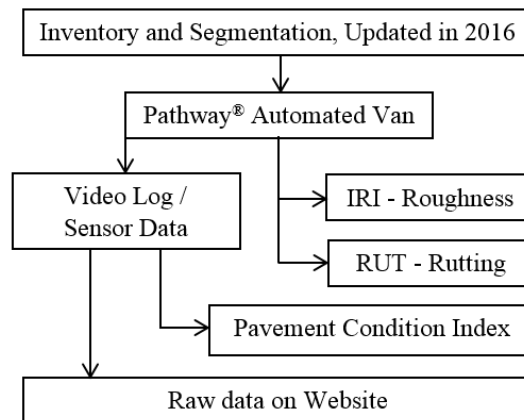 Inventory and Segmentation, Updated in 2016
Pathway® Automated Van
Video Log /
Sensor Data
IRI - Roughness
RUT - Rutting
Pavement Condition Index
Raw data on Website